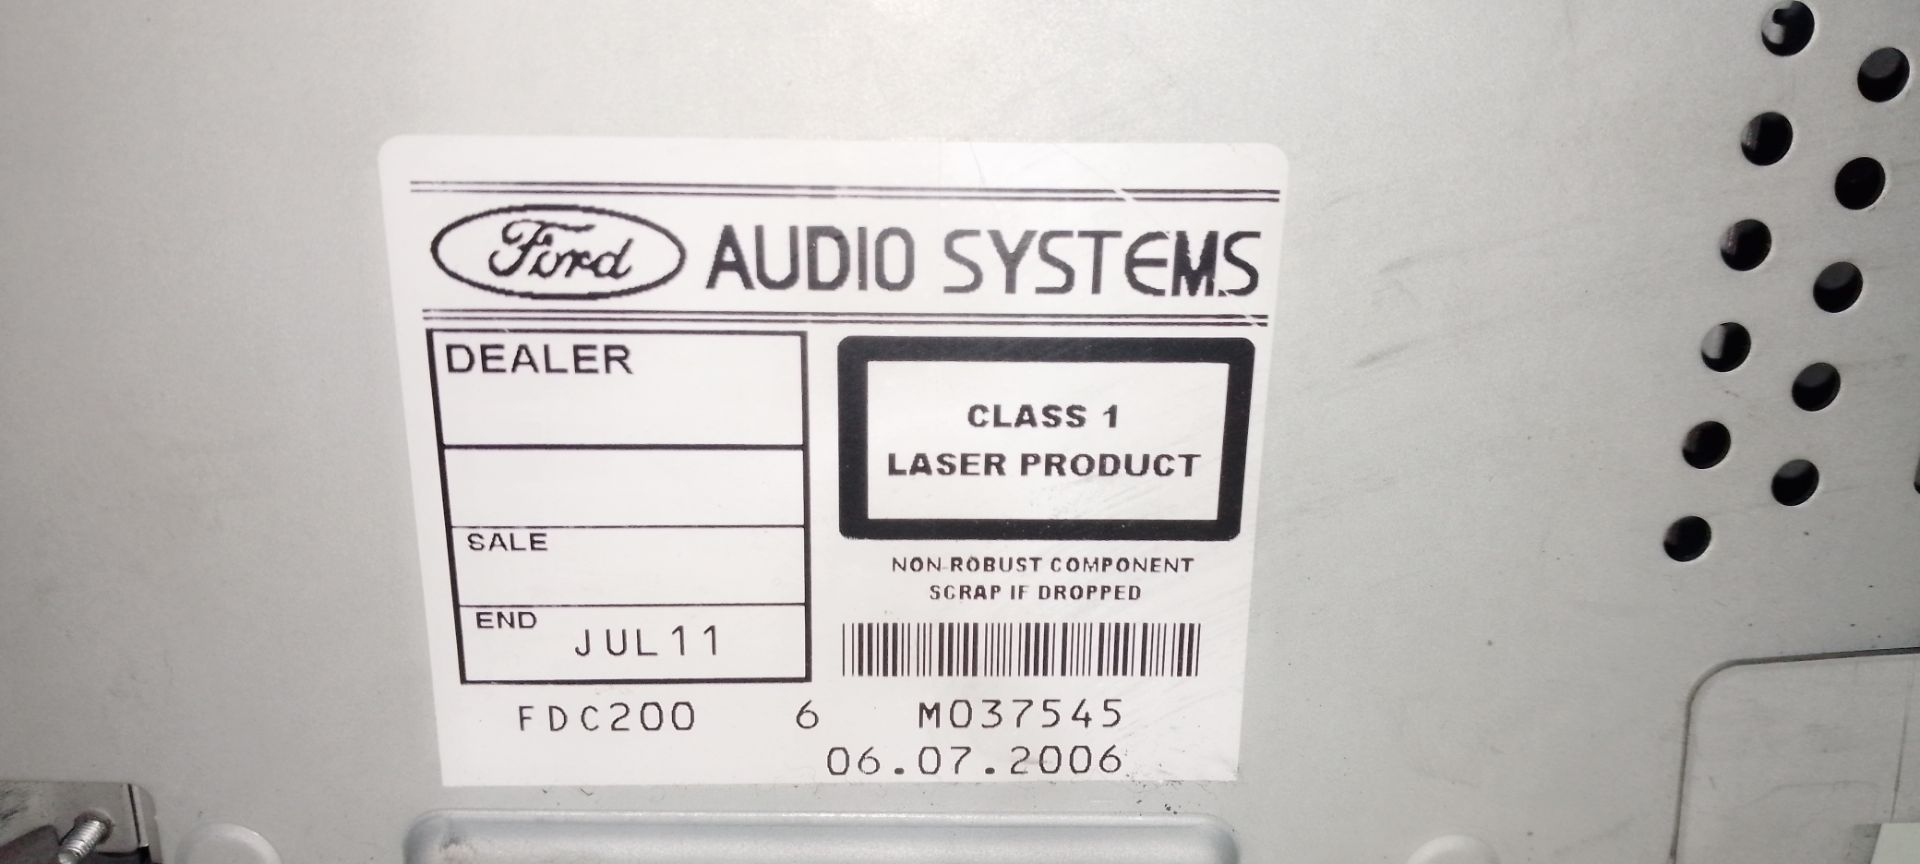 Ford AUDIO SYSTEMS
DEALER
SALE
END JUL11
CLASS 1
LASER PRODUCT
NON-ROBUST COMPONENT
SCRAP IF DROPPED
FDC200 6 M037545
06.07.2006